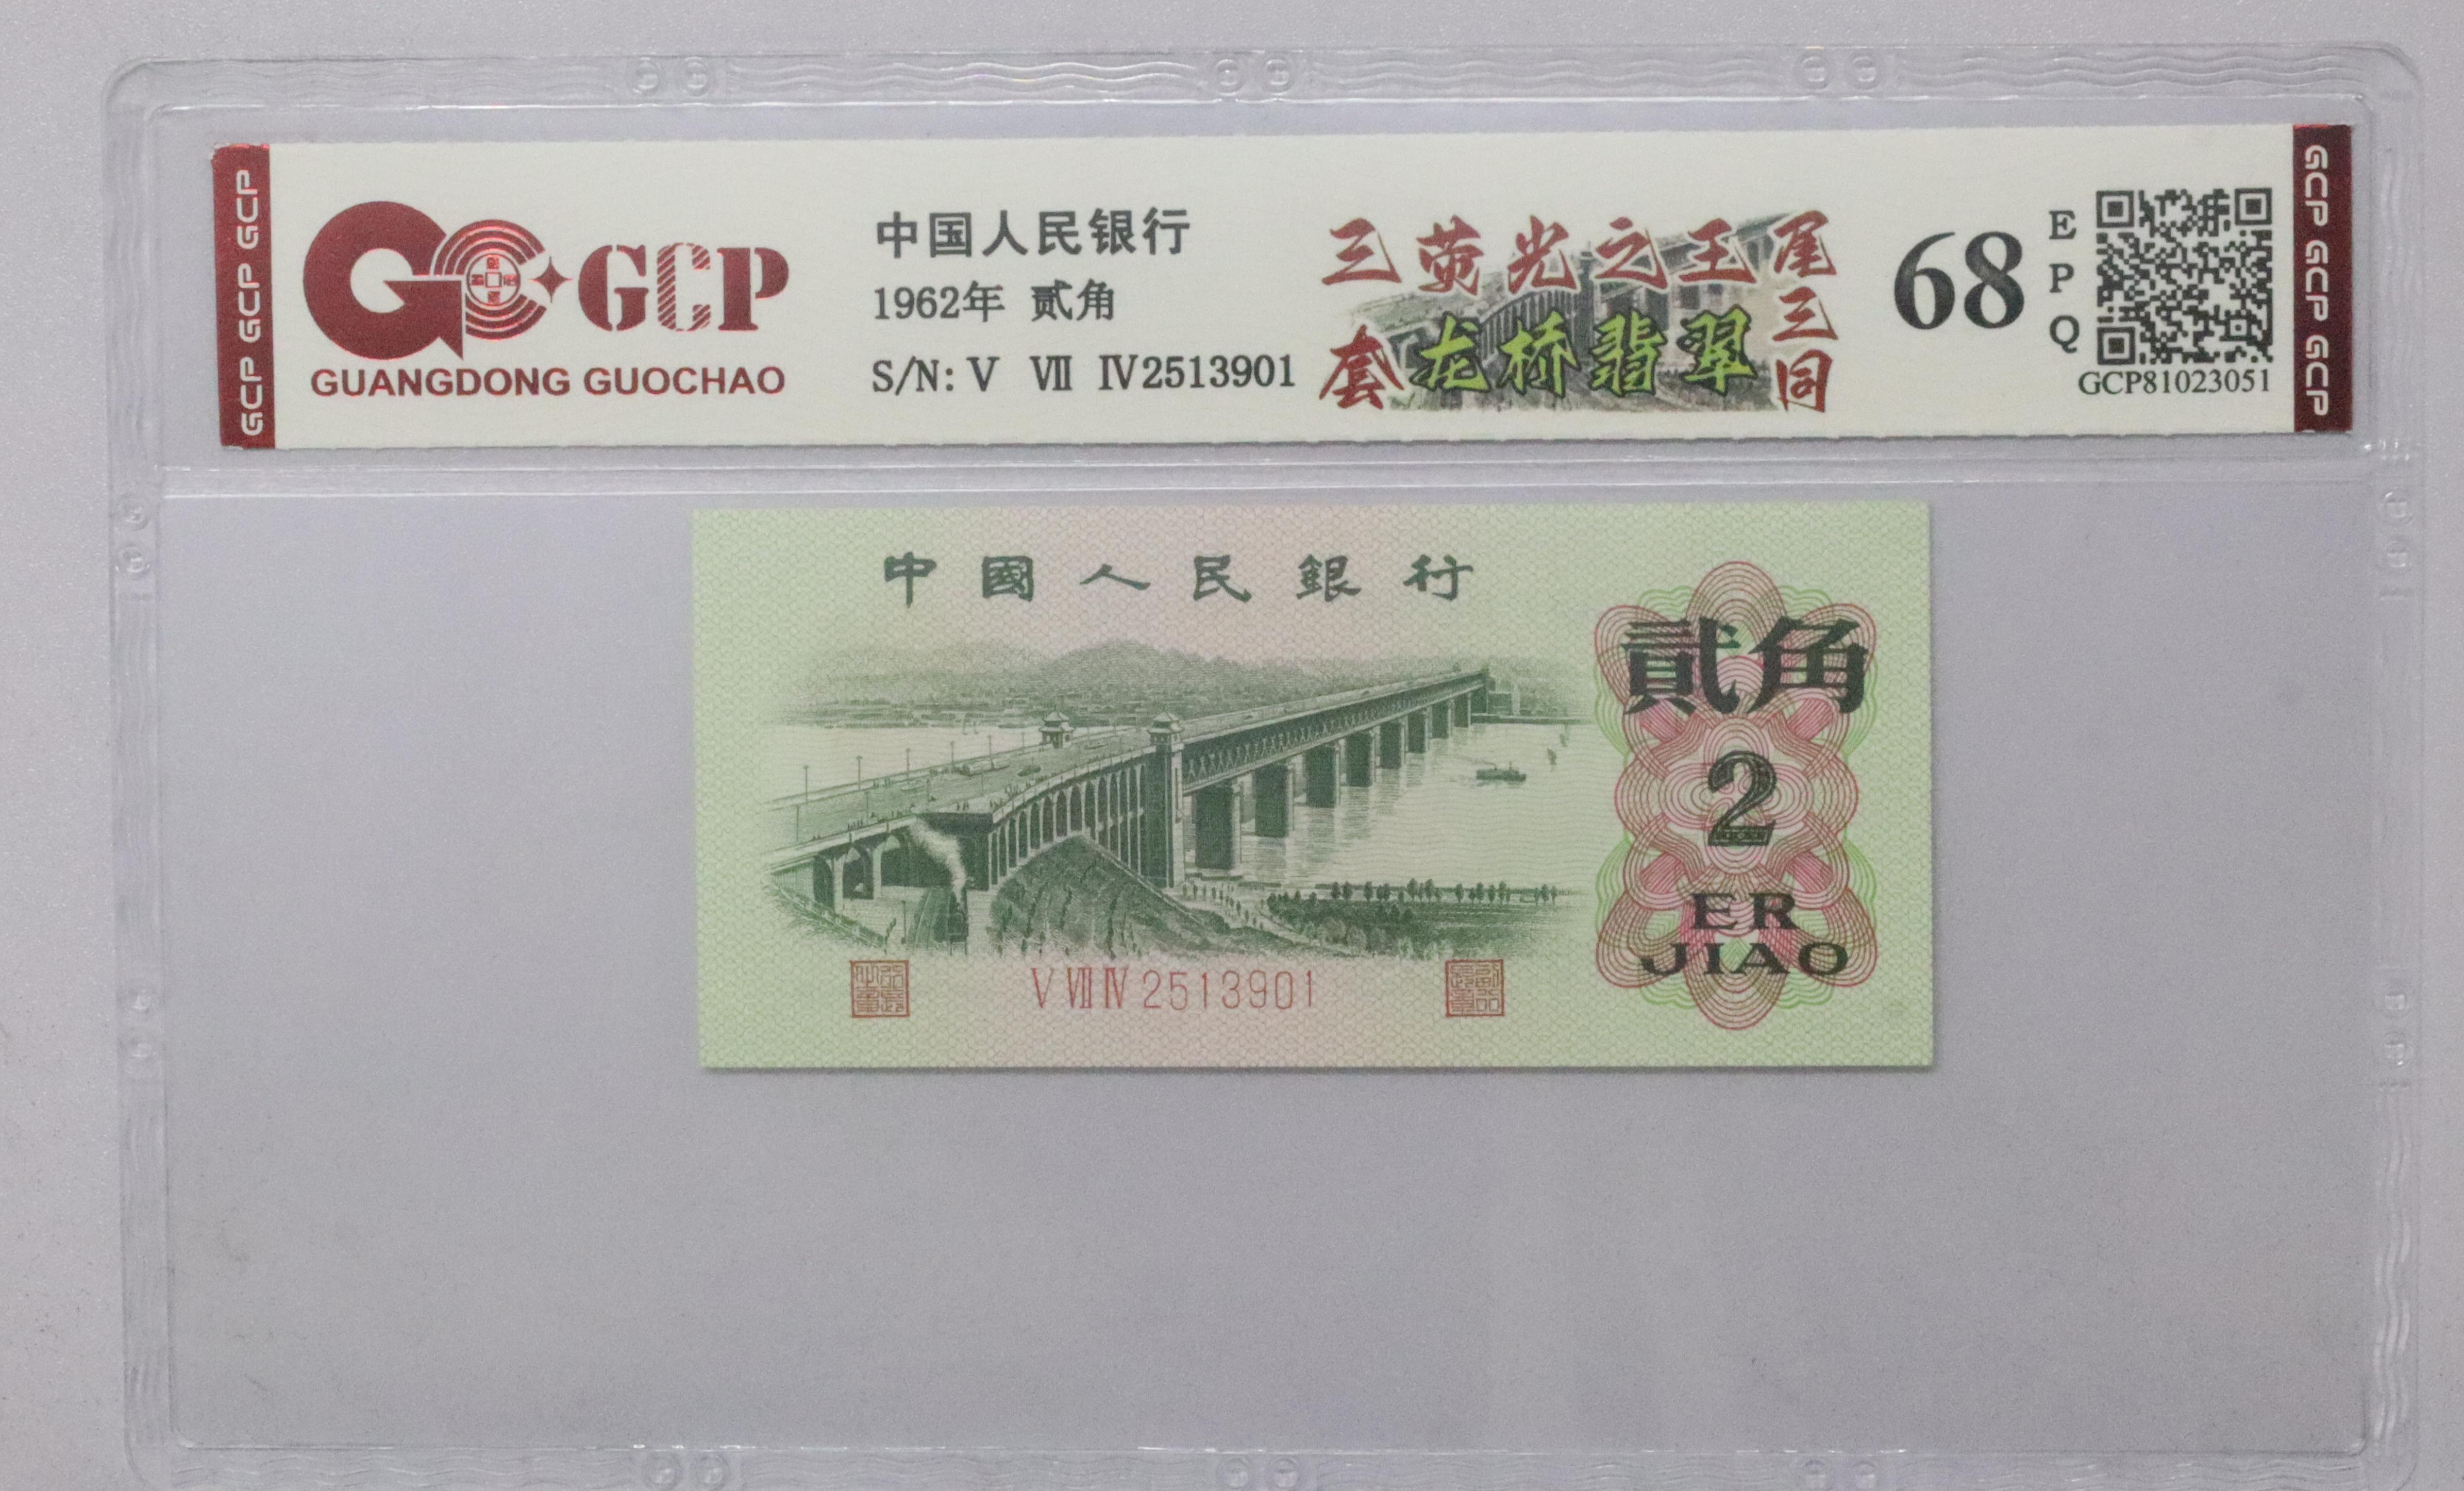 GCP GCP GCP
GCP
GUANGDONG GUOCHAO
中国人民银行
1962年 贰角
S/N: V Ⅶ Ⅳ2513901
三荧光之王尾三同
套龙桥翡翠
68
EPQ
GCP81023051
GCP GCP GCP
中國人民銀行
貳角
2
ER
JIAO
V Ⅶ Ⅳ 2513901